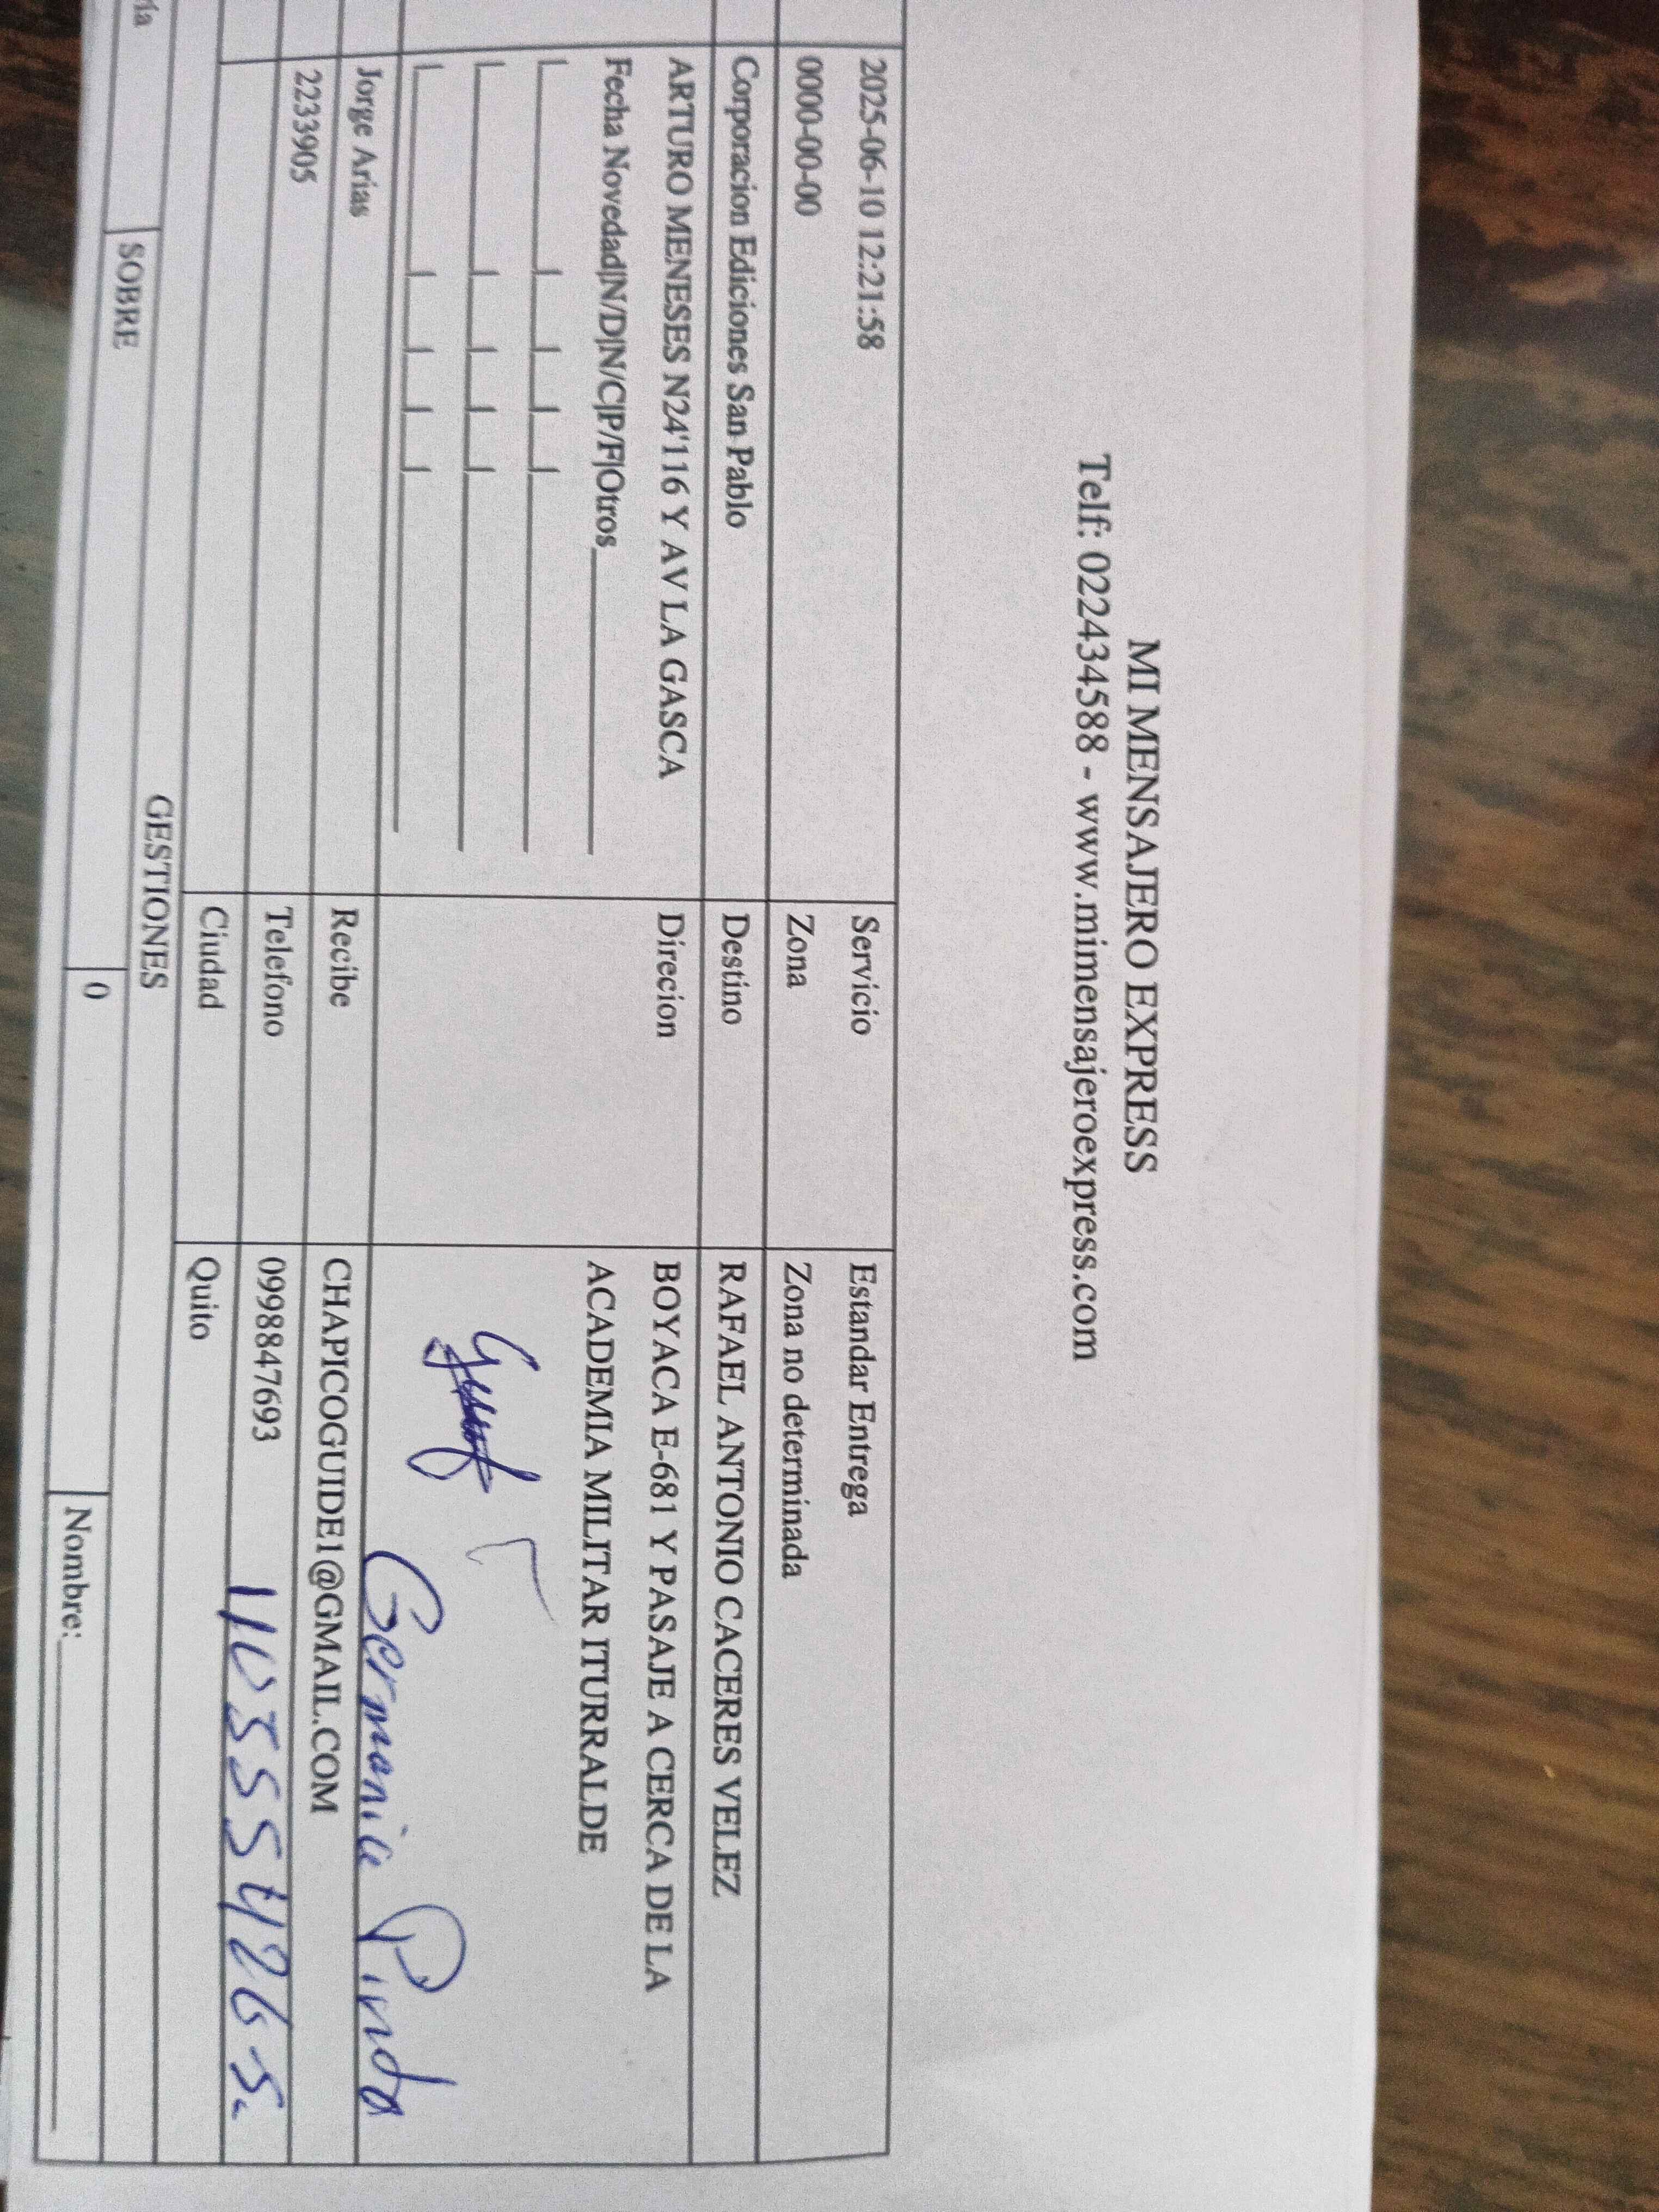 MI MENSAJERO EXPRESS
Telf: 022434588 - www.mimensajeroexpress.com
2025-06-10 12:21:58 Servicio Estandar Entrega
0000-00-00 Zona Zona no determinada
Corporacion Ediciones San Pablo Destino RAFAEL ANTONIO CACERES VELEZ
ARTURO MENESES N24'116 Y AV LA GASCA Direcion BOYACA E-681 Y PASAJE A CERCA DE LA
Fecha Novedad|N/D|N/C|P/F|Otros ACADEMIA MILITAR ITURRALDE
Germania Pinda
Jorge Arias Recibe CHAPICOGUIDE1@GMAIL.COM
2233905 Telefono 0998847693
Ciudad Quito
GESTIONES
SOBRE 0 Nombre: